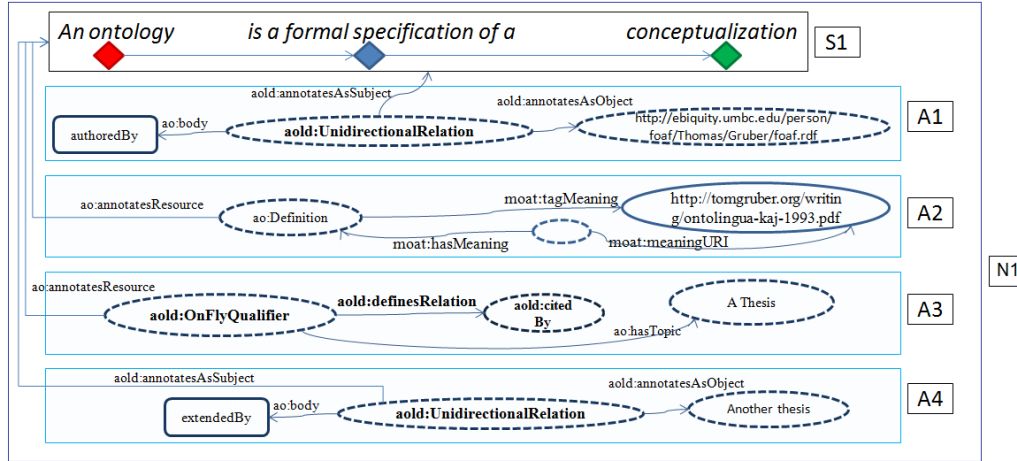 An ontology is a formal specification of a conceptualization
S1
aold:annotatesAsSubject
aold:annotatesAsObject
A1
authoredBy
ao:body
aold:UnidirectionalRelation
http://ebiquity.umbc.edu/person/
foaf/Thomas/Gruber/foaf.rdf
A2
ao:annotatesResource
ao:Definition
moat:tagMeaning
http://tomgruber.org/writin
g/ontolingua-kaj-1993.pdf
moat:hasMeaning
moat:meaningURI
N1
ao:annotatesResource
aold:OnFlyQualifier
aold:definesRelation
aold:cited
By
A Thesis
ao:hasTopic
A3
aold:annotatesAsSubject
aold:annotatesAsObject
A4
extendedBy
ao:body
aold:UnidirectionalRelation
Another thesis